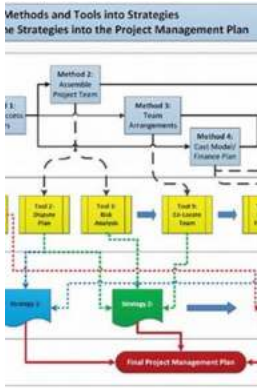 Methods and Tools into Strategies
e Strategies into the Project Management Plan
Method 2:
Assemble
Project Team
Method 3:
Team
Arrangements
Method 4:
Cost Model/
Finance Plan
Tool 2-
Dispute
Plan
Tool 3-
Risk
Analysis
Tool 9-
Co-Locate
Team
Strategy 1-
Strategy 2-
Final Project Management Plan